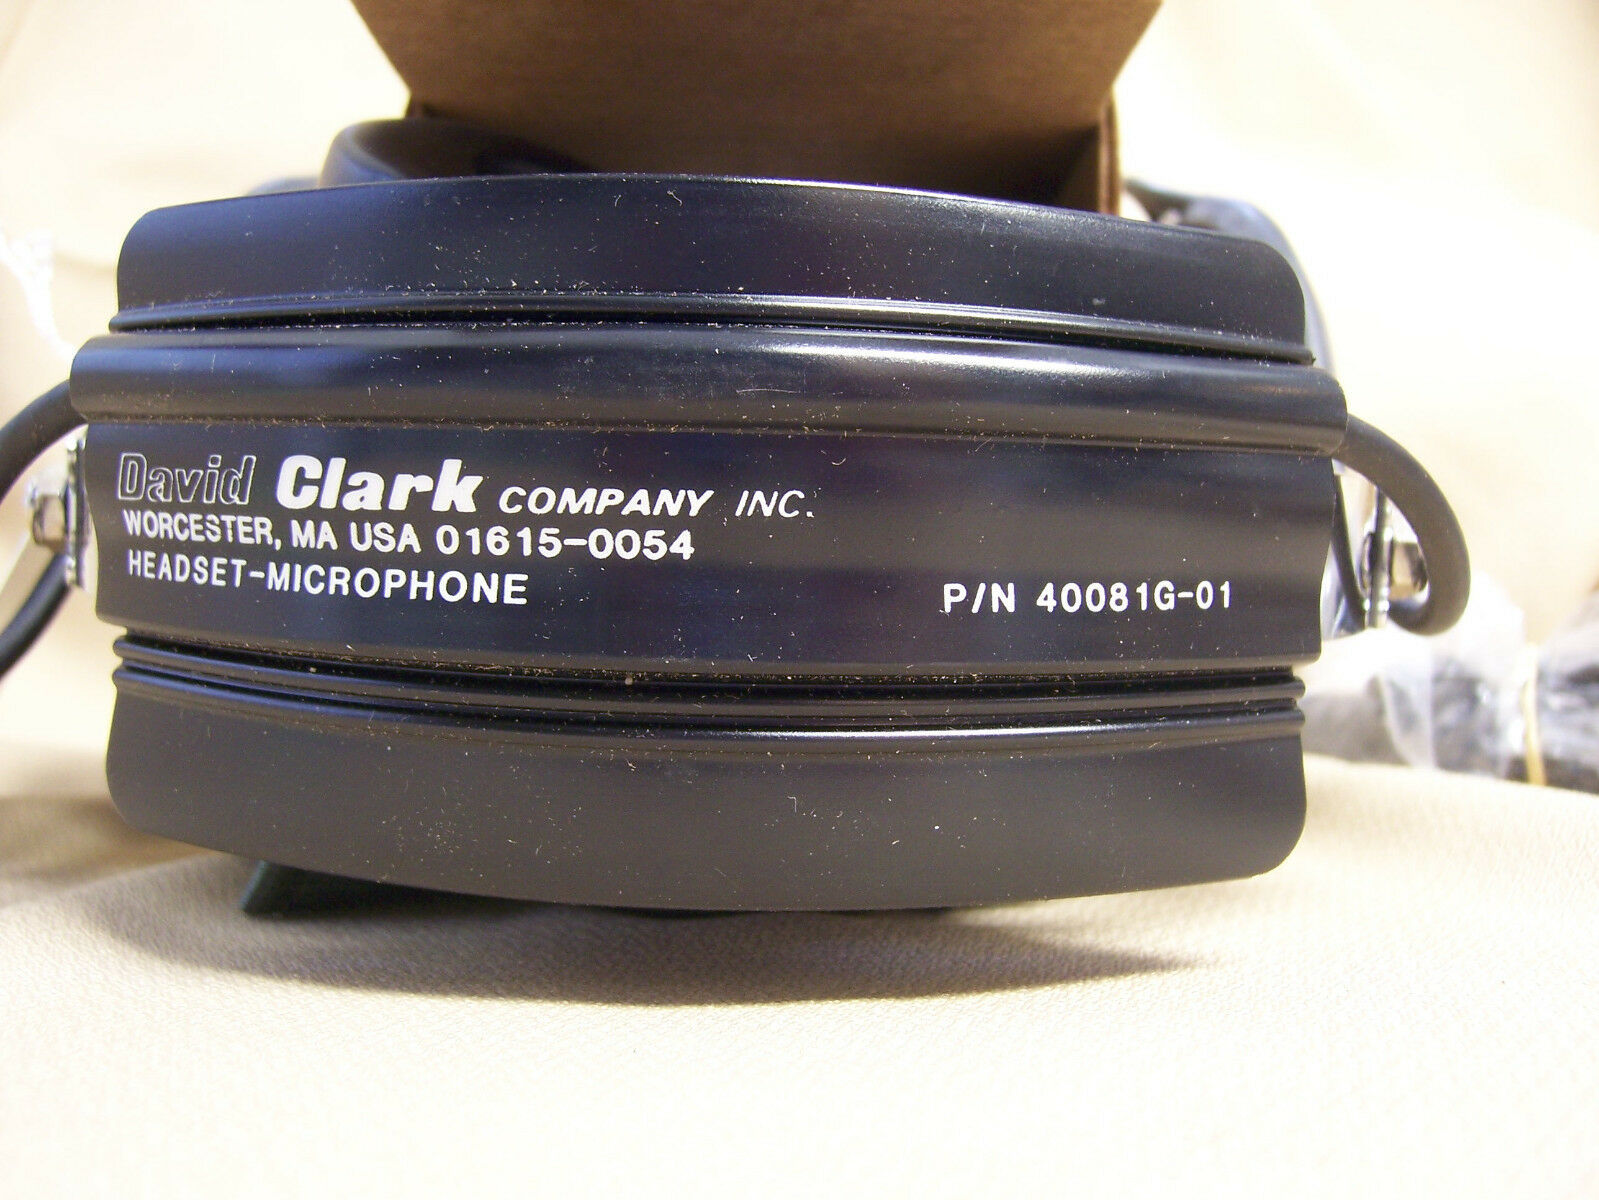 David Clark COMPANY INC.
WORCESTER, MA USA 01615-0054
HEADSET-MICROPHONE
P/N 40081G-01